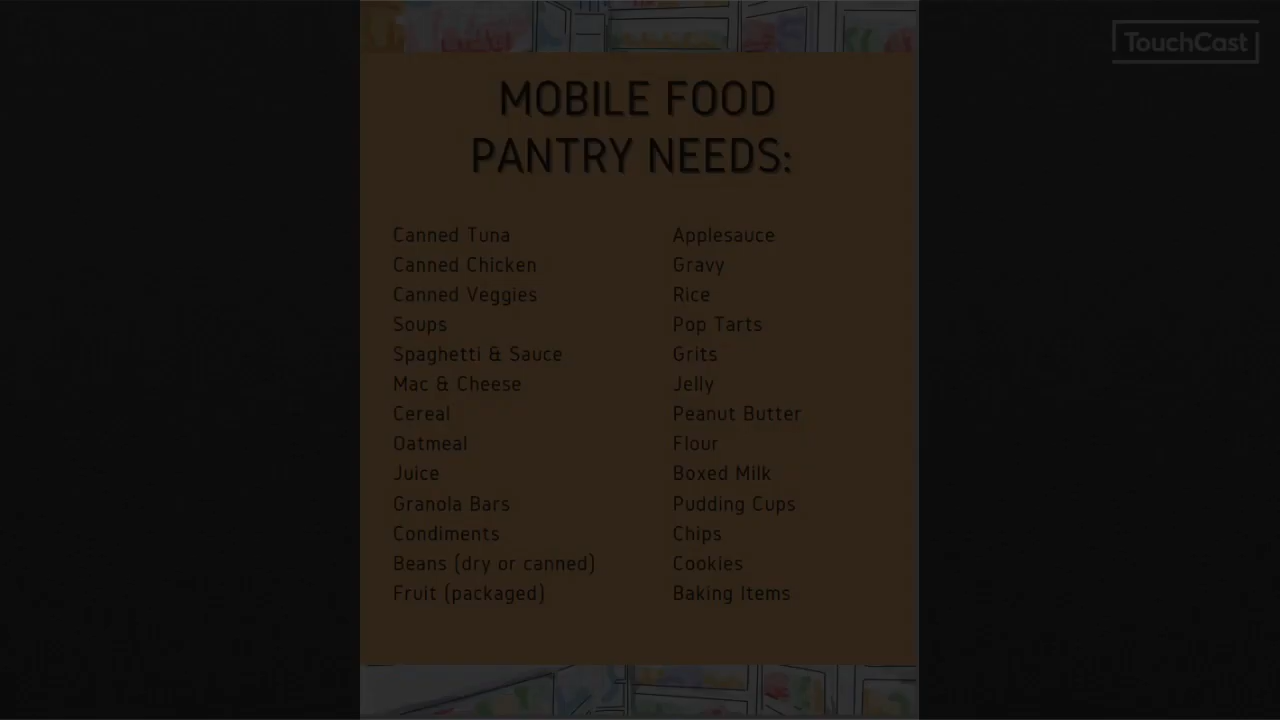 TouchCast
MOBILE FOOD
PANTRY NEEDS:
Canned Tuna
Canned Chicken
Canned Veggies
Soups
Spaghetti & Sauce
Mac & Cheese
Cereal
Oatmeal
Juice
Granola Bars
Condiments
Beans (dry or canned)
Fruit (packaged)
Applesauce
Gravy
Rice
Pop Tarts
Grits
Jelly
Peanut Butter
Flour
Boxed Milk
Pudding Cups
Chips
Cookies
Baking Items